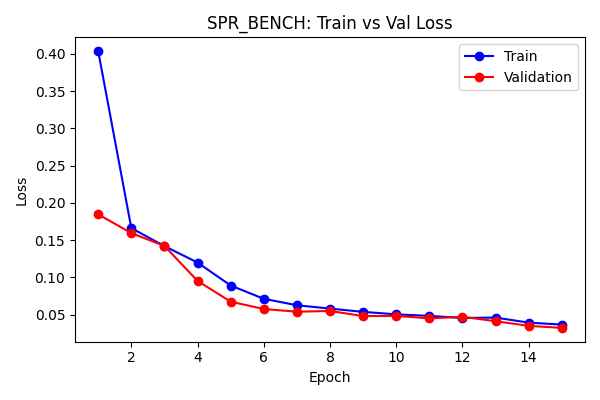 SPR_BENCH: Train vs Val Loss
Train
Validation
0.40
0.35
0.30
0.25
0.20
0.15
0.10
0.05
Loss
2 4 6 8 10 12 14
Epoch